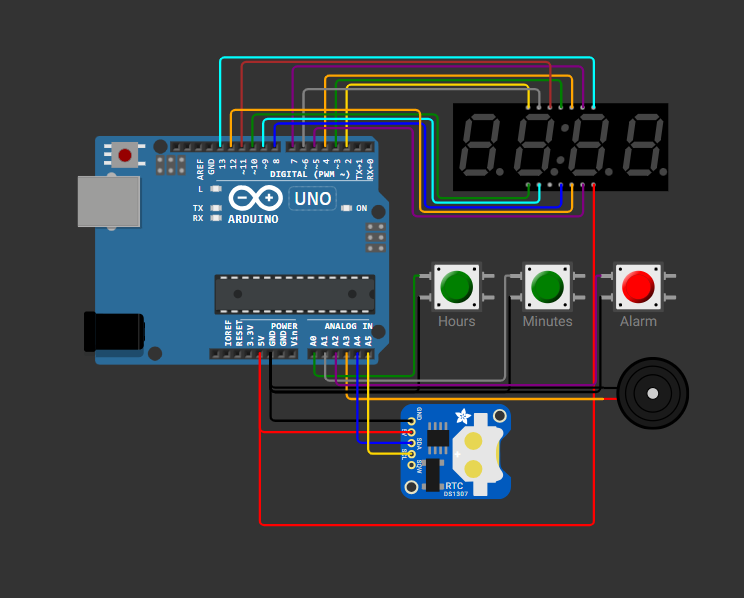 AREF
GND
13
12
~11
~10
~9
8
7
~6
~5
4
~3
2
TX→1
RX←0
DIGITAL (PWM ~)
L
TX
RX
UNO
ON
ARDUINO
IOREF
RESET
3.3V
5V
GND
GND
Vin
POWER
ANALOG IN
A0
A1
A2
A3
A4
A5
Hours
Minutes
Alarm
GND
5V
SDA
SCL
SQW
RTC
DS1307